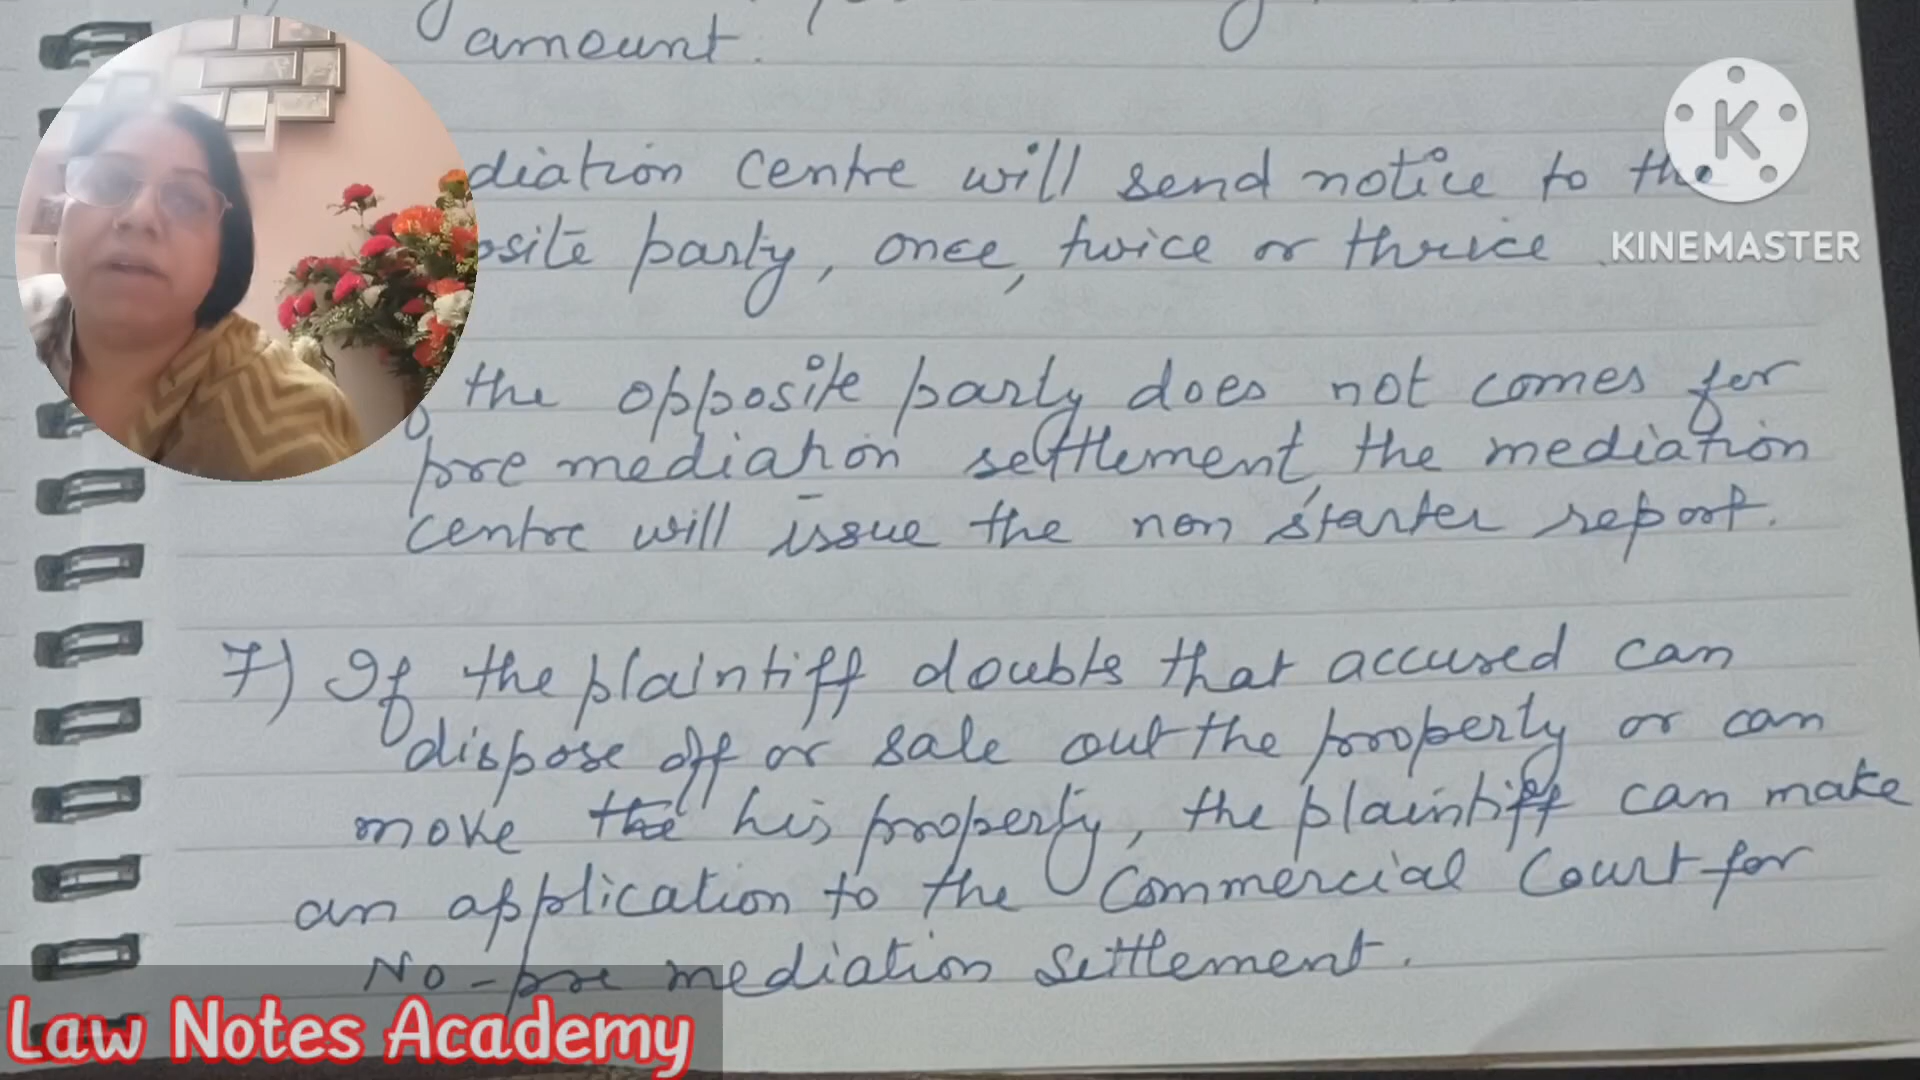 amount.
diation centre will send notice to the
osite party, once, twice or thrice.
the opposite party does not comes for
pre mediation settlement, the mediation
centre will issue the non starter report.
7) If the plaintiff doubts that accused can
dispose off or sale out the property or can
move the his property, the plaintiff can make
an application to the Commercial Court for
No-pre mediation settlement.
K
KINEMASTER
Law Notes Academy